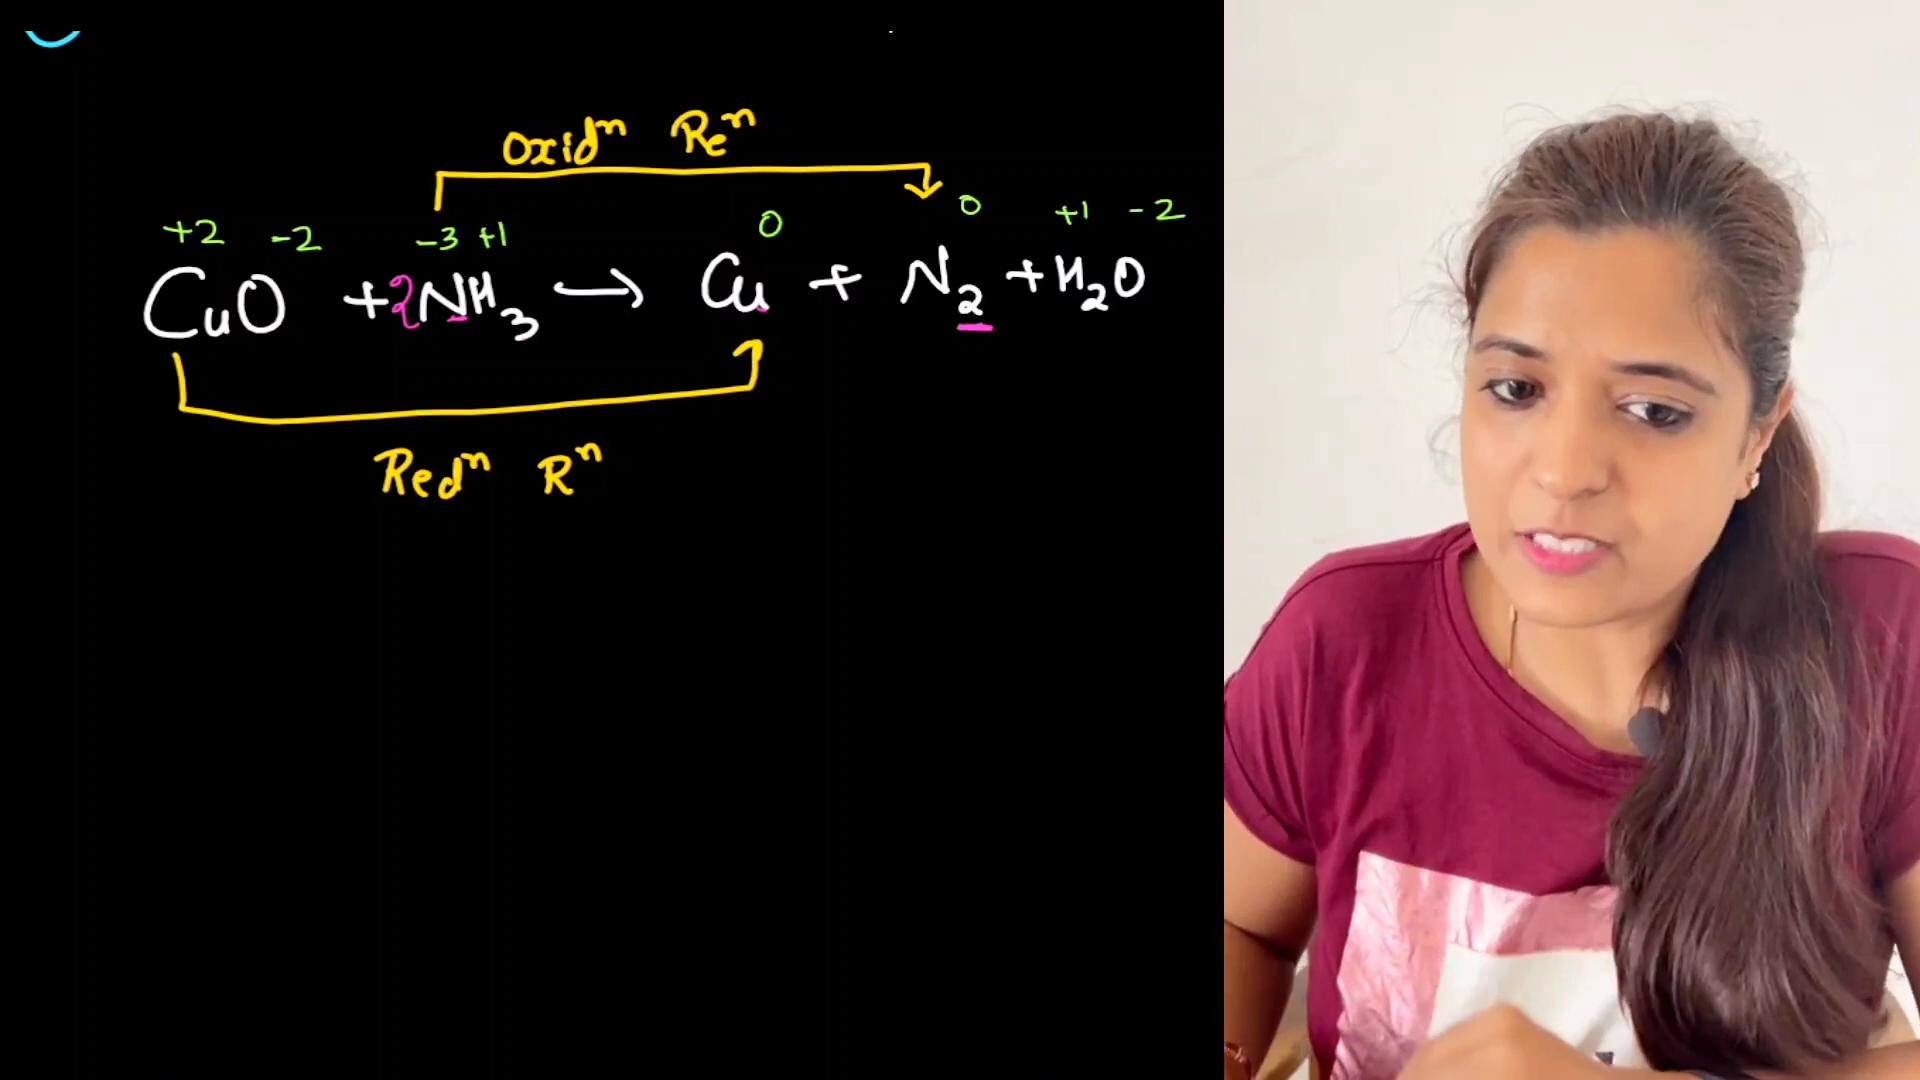 Oxidⁿ Reⁿ
+2 -2 -3 +1 0 0 +1 -2
CuO + 2NH₃ → Cu + N₂ + H₂O
Redⁿ Rⁿ